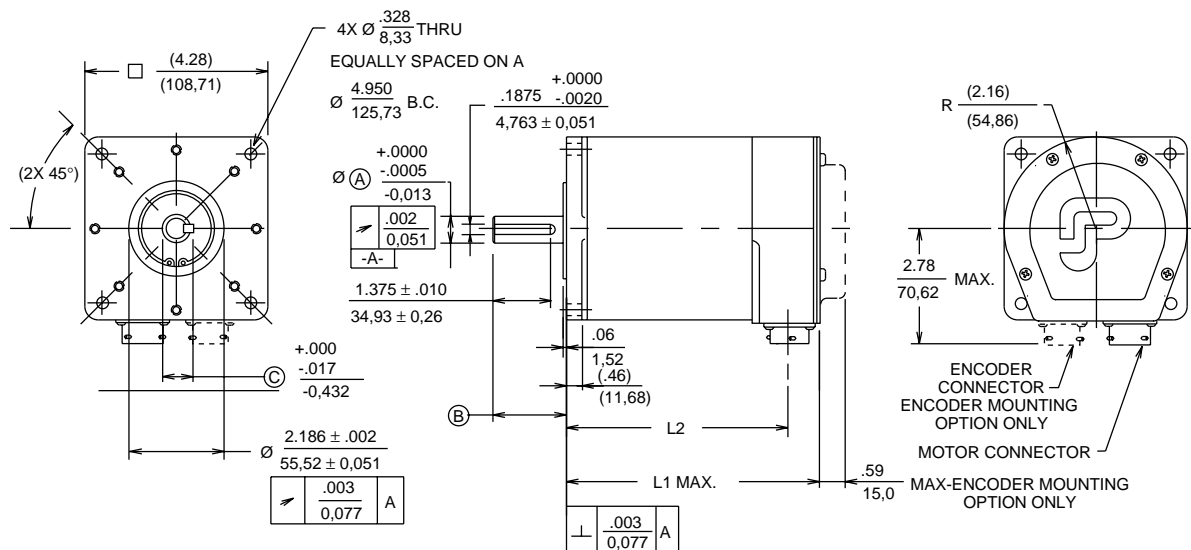 4X Ø .328 THRU
8,33
EQUALLY SPACED ON A
Ø 4.950 B.C.
125,73
□ (4.28)
(108,71)
(2X 45°)
+.0000
.1875 -.0020
4,763 ± 0,051
+.0000
Ø A -.0005
-0,013
.002
0,051
-A-
1.375 ± .010
34,93 ± 0,26
+.000
-.017
C -0,432
Ø 2.186 ± .002
55,52 ± 0,051
.003 A
0,077
.06
1,52
(.46)
(11,68)
B
L2
L1 MAX.
.59
15,0
⊥ .003 A
0,077
R (2.16)
(54,86)
2.78 MAX.
70,62
ENCODER
CONNECTOR
ENCODER MOUNTING
OPTION ONLY
MOTOR CONNECTOR
MAX-ENCODER MOUNTING
OPTION ONLY